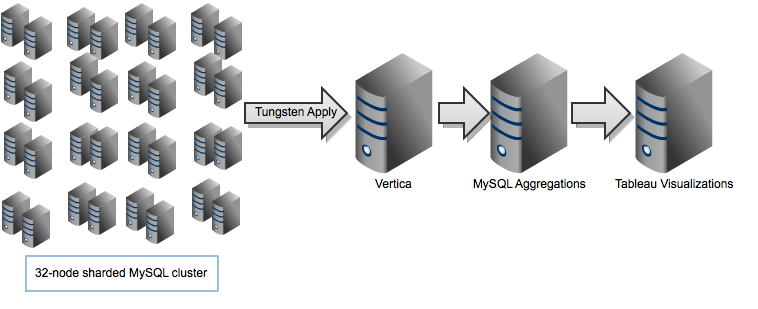 Tungsten Apply
Vertica
MySQL Aggregations
Tableau Visualizations
32-node sharded MySQL cluster